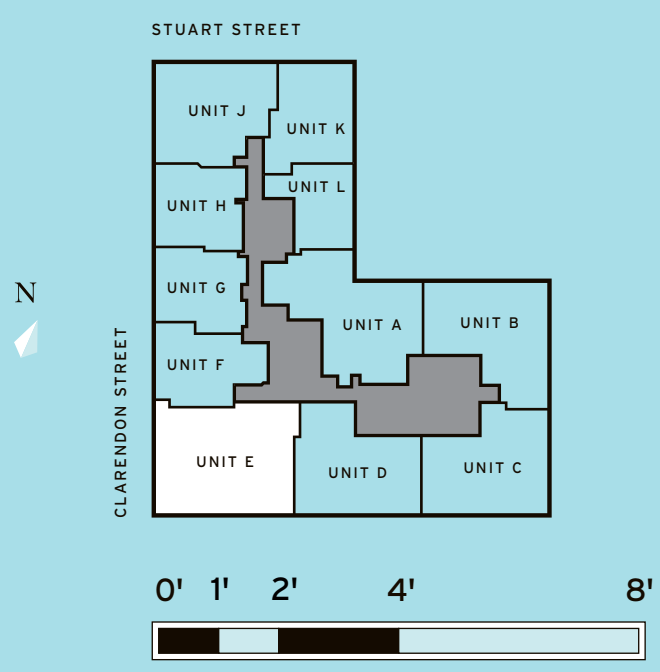 STUART STREET
UNIT J
UNIT K
UNIT L
UNIT H
N
UNIT G
UNIT A
UNIT B
CLARENDON STREET
UNIT F
UNIT E
UNIT D
UNIT C
0' 1' 2' 4' 8'